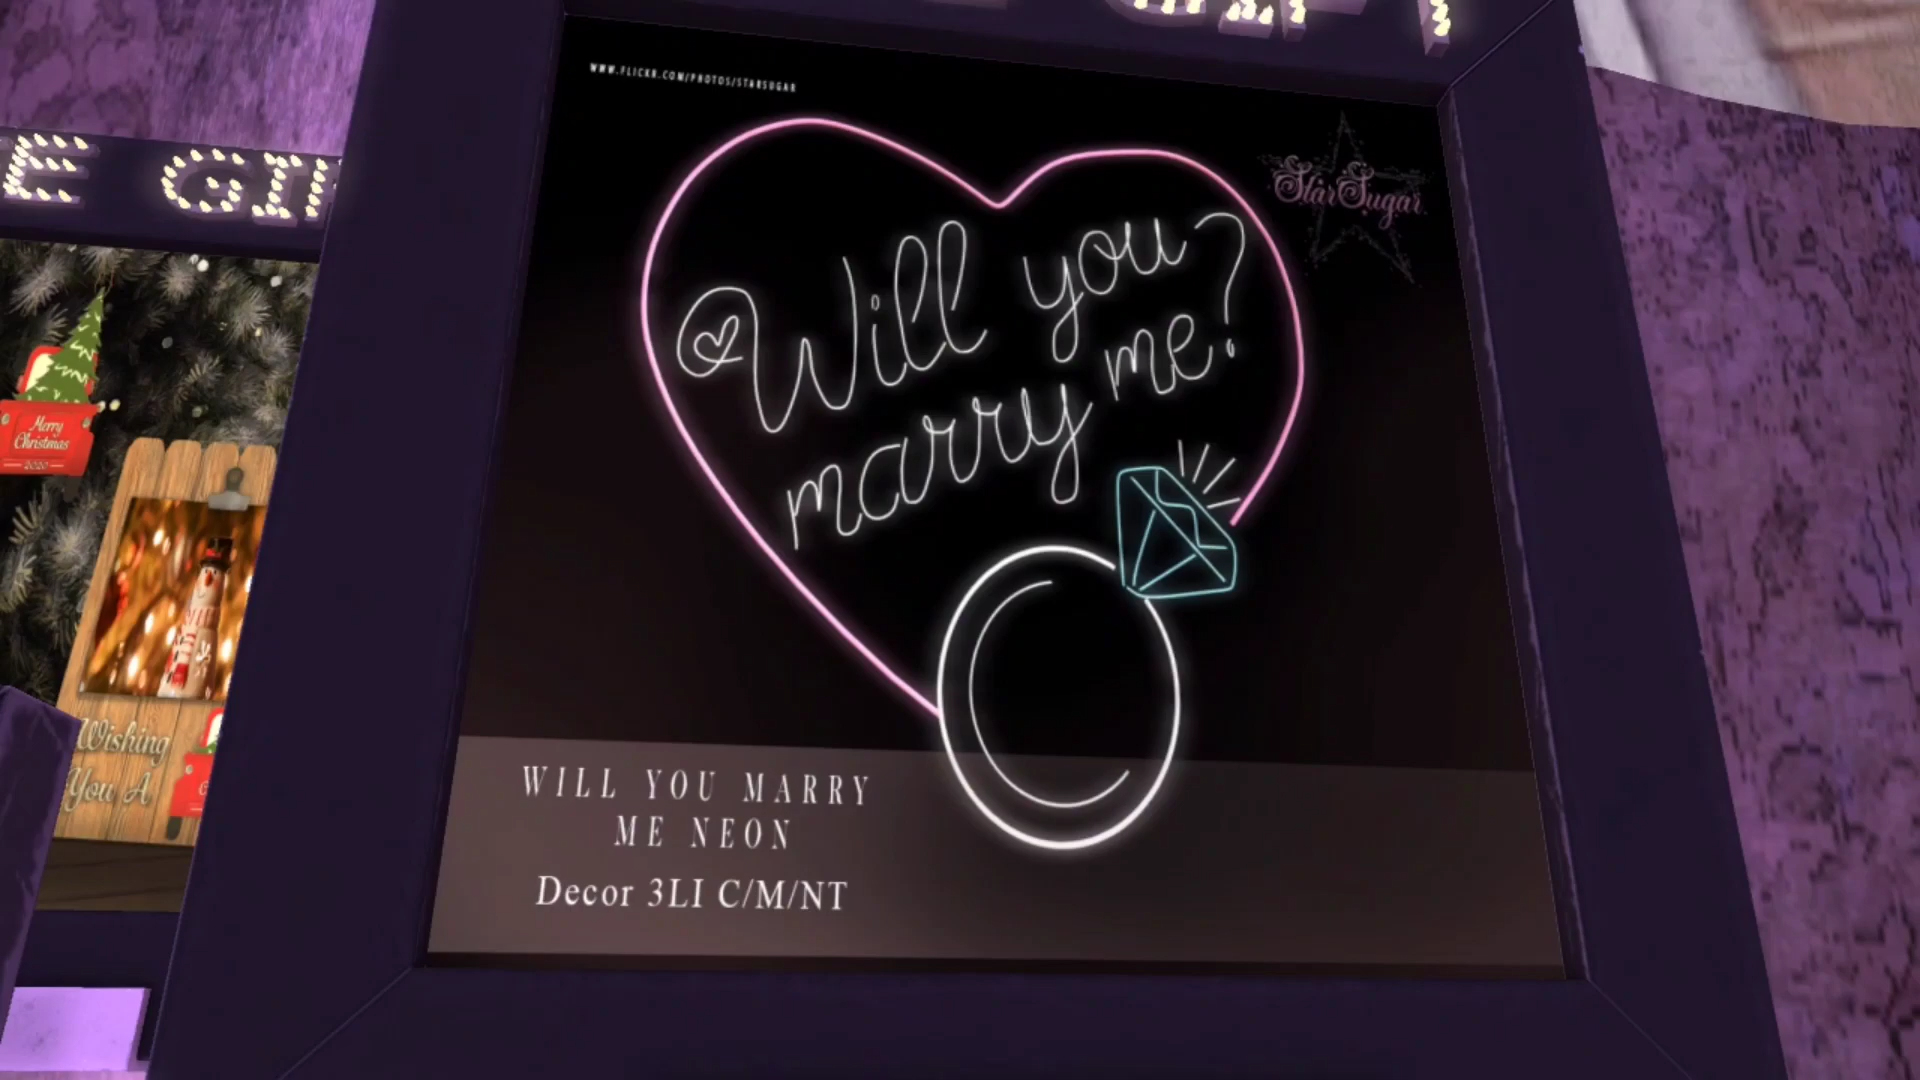 WWW.FLICKR.COM/PHOTOS/STARSUGAR
StarSugar
Will you
marry me?
WILL YOU MARRY
ME NEON
Decor 3LI C/M/NT
E GI
Merry
Christmas
2020
Wishing
You A